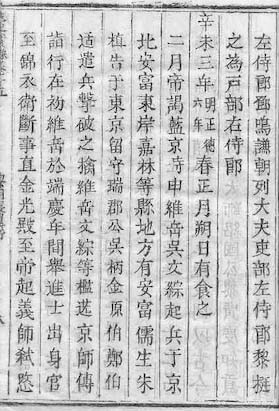 左侍郎鄧鳴謙朝列大夫吏部左侍郎黎挺
之為戸部右侍郎
辛未三年明正德六年春正月朔日有食之
二月帝謁藍京時申維岳吳文綜起兵于京
北安富東岸嘉林等縣地方有安富儒生朱
植告于東京留守瑞郡公吳柄金原伯鄭伯
适遣兵擊破之擒維岳文綜等檻送京師傳
詣行在初維岳於端慶年間舉進士出身官
至錦衣衛斷事直金光殿至帝起義師弑愍